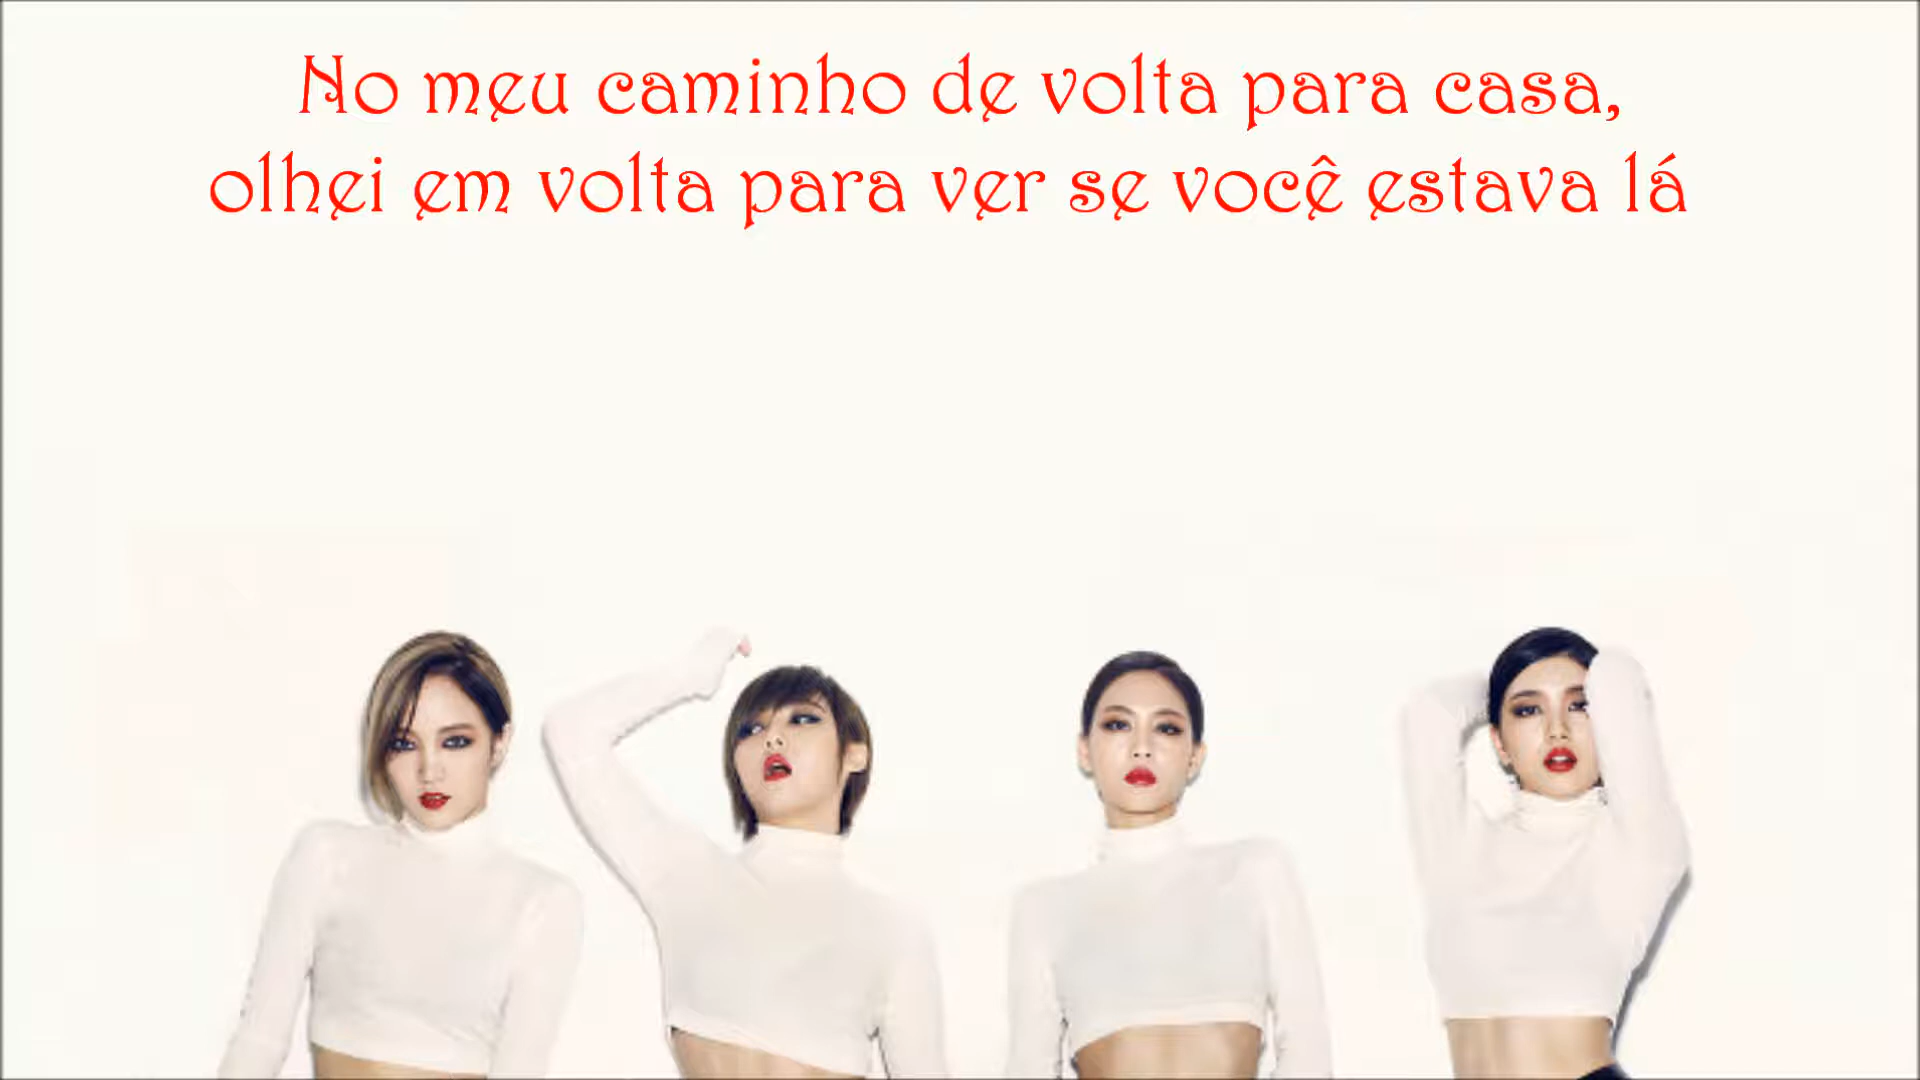 No meu caminho de volta para casa,
olhei em volta para ver se você estava lá